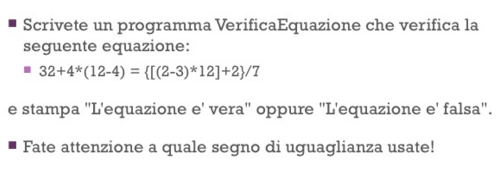 Scrivete un programma VerificaEquazione che verifica la
seguente equazione:
32+4*(12-4) = {[(2-3)*12]+2}/7
e stampa "L'equazione e' vera" oppure "L'equazione e' falsa".
Fate attenzione a quale segno di uguaglianza usate!